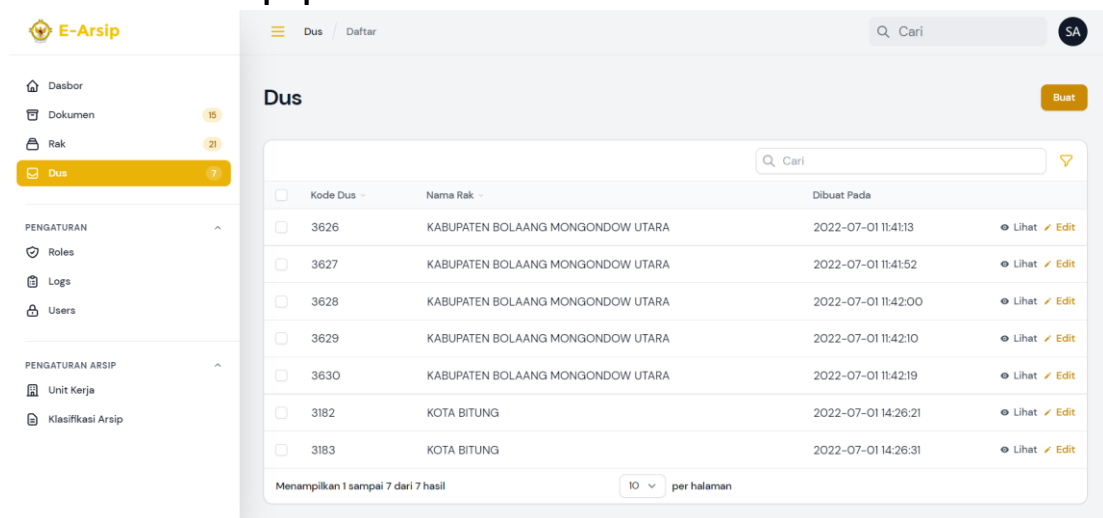 E-Arsip
Dus / Daftar
Cari
SA
Dasbor
Dokumen 15
Rak 21
Dus 7
PENGATURAN
Roles
Logs
Users
PENGATURAN ARSIP
Unit Kerja
Klasifikasi Arsip
Dus
Buat
Cari
Kode Dus Nama Rak Dibuat Pada
3626 KABUPATEN BOLAANG MONGONDOW UTARA 2022-07-01 11:41:13 Lihat Edit
3627 KABUPATEN BOLAANG MONGONDOW UTARA 2022-07-01 11:41:52 Lihat Edit
3628 KABUPATEN BOLAANG MONGONDOW UTARA 2022-07-01 11:42:00 Lihat Edit
3629 KABUPATEN BOLAANG MONGONDOW UTARA 2022-07-01 11:42:10 Lihat Edit
3630 KABUPATEN BOLAANG MONGONDOW UTARA 2022-07-01 11:42:19 Lihat Edit
3182 KOTA BITUNG 2022-07-01 14:26:21 Lihat Edit
3183 KOTA BITUNG 2022-07-01 14:26:31 Lihat Edit
Menampilkan 1 sampai 7 dari 7 hasil 10 per halaman